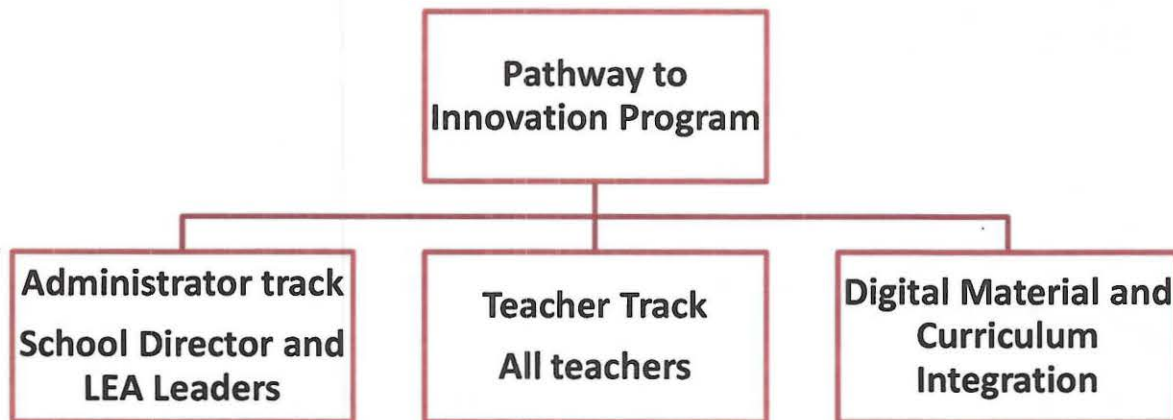 Pathway to
Innovation Program
Administrator track
School Director and
LEA Leaders
Teacher Track
All teachers
Digital Material and
Curriculum
Integration